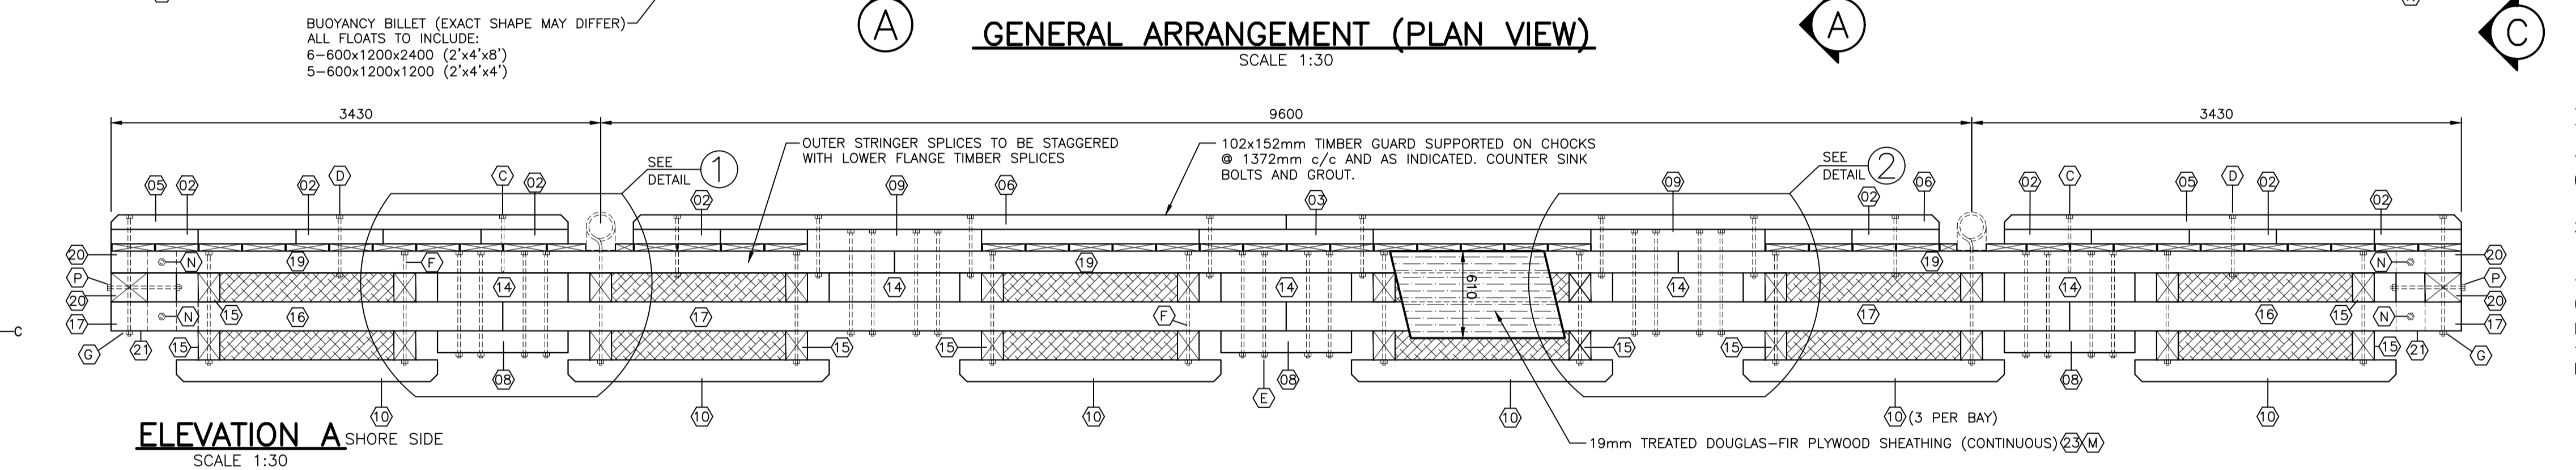 BUOYANCY BILLET (EXACT SHAPE MAY DIFFER)
ALL FLOATS TO INCLUDE:
6-600x1200x2400 (2'x4'x8')
5-600x1200x1200 (2'x4'x4')
A
GENERAL ARRANGEMENT (PLAN VIEW)
SCALE 1:30
A
C
3430
9600
3430
OUTER STRINGER SPLICES TO BE STAGGERED
WITH LOWER FLANGE TIMBER SPLICES
102x152mm TIMBER GUARD SUPPORTED ON CHOCKS
@ 1372mm c/c AND AS INDICATED. COUNTER SINK
BOLTS AND GROUT.
SEE
DETAIL
1
SEE
DETAIL
2
05 02 02 D C 02 02 09 06 03 09 02 06 02 C 05 D 02 02
20 N 19 F 19 19 N 20
P 14 14 14 14 14 P
20 610 20
17 N 15 16 17 F 17 16 15 N 17
C
G 21 15 15 15 15 15 15 21 G
08 08 08
E
10 10 10 10 10 (3 PER BAY) 10
ELEVATION A SHORE SIDE
SCALE 1:30
19mm TREATED DOUGLAS-FIR PLYWOOD SHEATHING (CONTINUOUS) 23 M